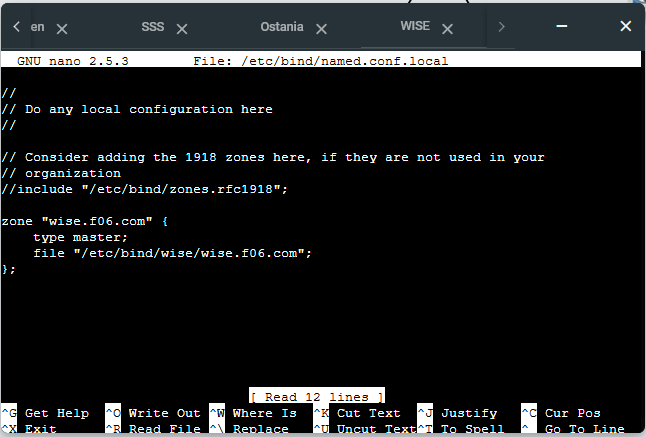 en SSS Ostania WISE
GNU nano 2.5.3 File: /etc/bind/named.conf.local
//
// Do any local configuration here
//
// Consider adding the 1918 zones here, if they are not used in your
// organization
//include "/etc/bind/zones.rfc1918";
zone "wise.f06.com" {
    type master;
    file "/etc/bind/wise/wise.f06.com";
};
[ Read 12 lines ]
^G Get Help ^O Write Out ^W Where Is ^K Cut Text ^J Justify ^C Cur Pos
^X Exit ^R Read File ^\ Replace ^U Uncut Text ^T To Spell ^_ Go To Line